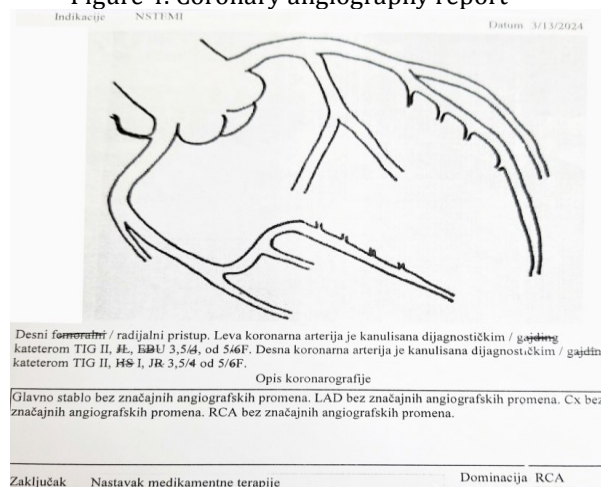 Figure 4. Coronary angiography report
Indikacije NSTEMI Datum 3/13/2024
Desni femoralni / radijalni pristup. Leva koronarna arterija je kanulisana dijagnostičkim / gajding
kateterom TIG II, JL, EBU 3,5/4, od 5/6F. Desna koronarna arterija je kanulisana dijagnostičkim / gajdin
kateterom TIG II, HS I, JR 3,5/4 od 5/6F.
Opis koronarografije
Glavno stablo bez značajnih angiografskih promena. LAD bez značajnih angiografskih promena. Cx bez
značajnih angiografskih promena. RCA bez značajnih angiografskih promena.
Zaključak Nastavak medikamentne terapije Dominacija RCA